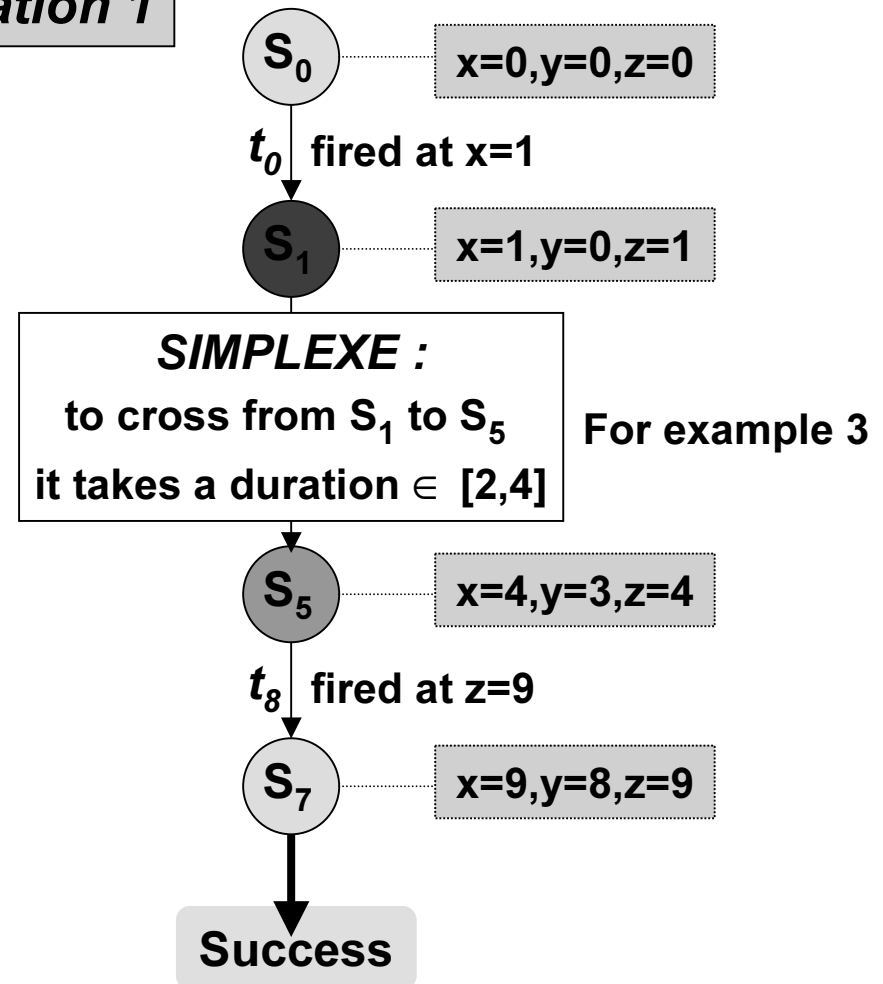 ation 1
S0
x=0,y=0,z=0
t0 fired at x=1
S1
x=1,y=0,z=1
SIMPLEXE :
to cross from S1 to S5
it takes a duration ∈ [2,4]
For example 3
S5
x=4,y=3,z=4
t8 fired at z=9
S7
x=9,y=8,z=9
Success